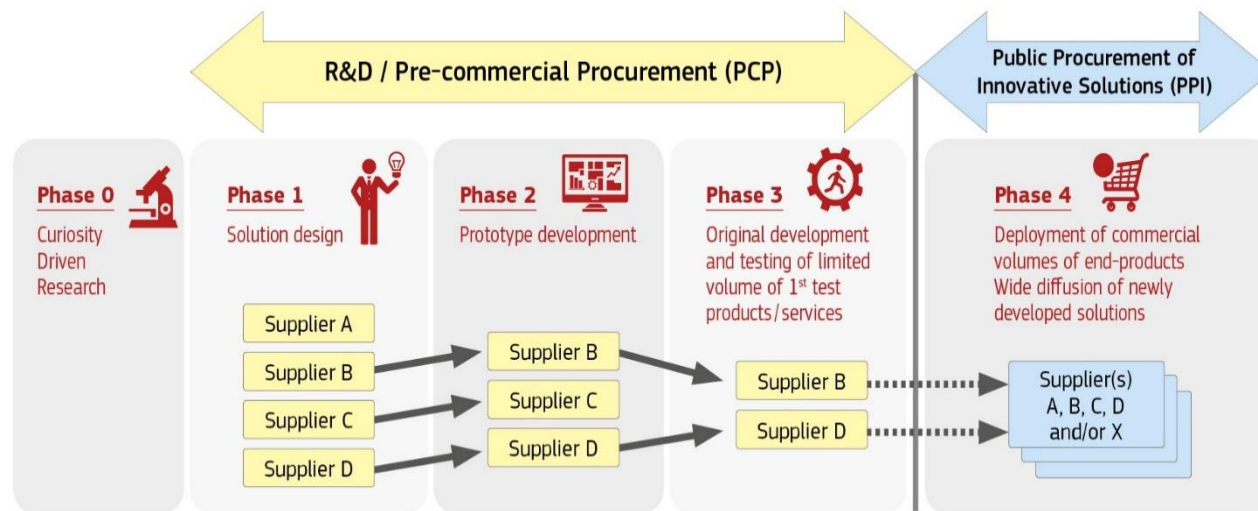 R&D / Pre-commercial Procurement (PCP)
Public Procurement of
Innovative Solutions (PPI)
Phase 0
Curiosity
Driven
Research
Phase 1
Solution design
Supplier A
Supplier B
Supplier C
Supplier D
Phase 2
Prototype development
Supplier B
Supplier C
Supplier D
Phase 3
Original development
and testing of limited
volume of 1st test
products/services
Supplier B
Supplier D
Phase 4
Deployment of commercial
volumes of end-products
Wide diffusion of newly
developed solutions
Supplier(s)
A, B, C, D
and/or X